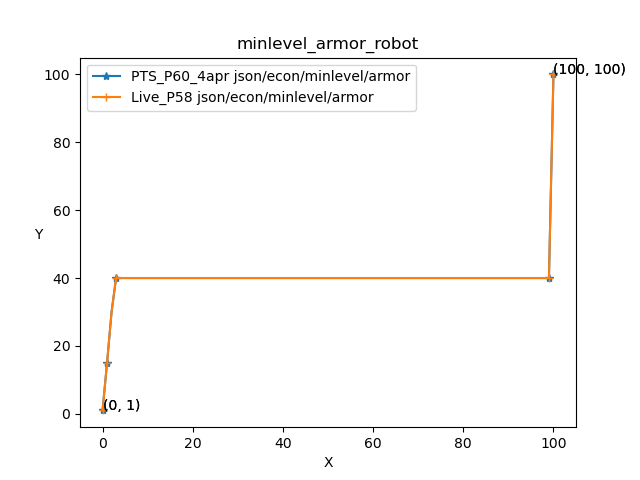 minlevel_armor_robot
PTS_P60_4apr json/econ/minlevel/armor
Live_P58 json/econ/minlevel/armor
(100, 100)
(0, 1)
Y
100
80
60
40
20
0
0 20 40 60 80 100
X